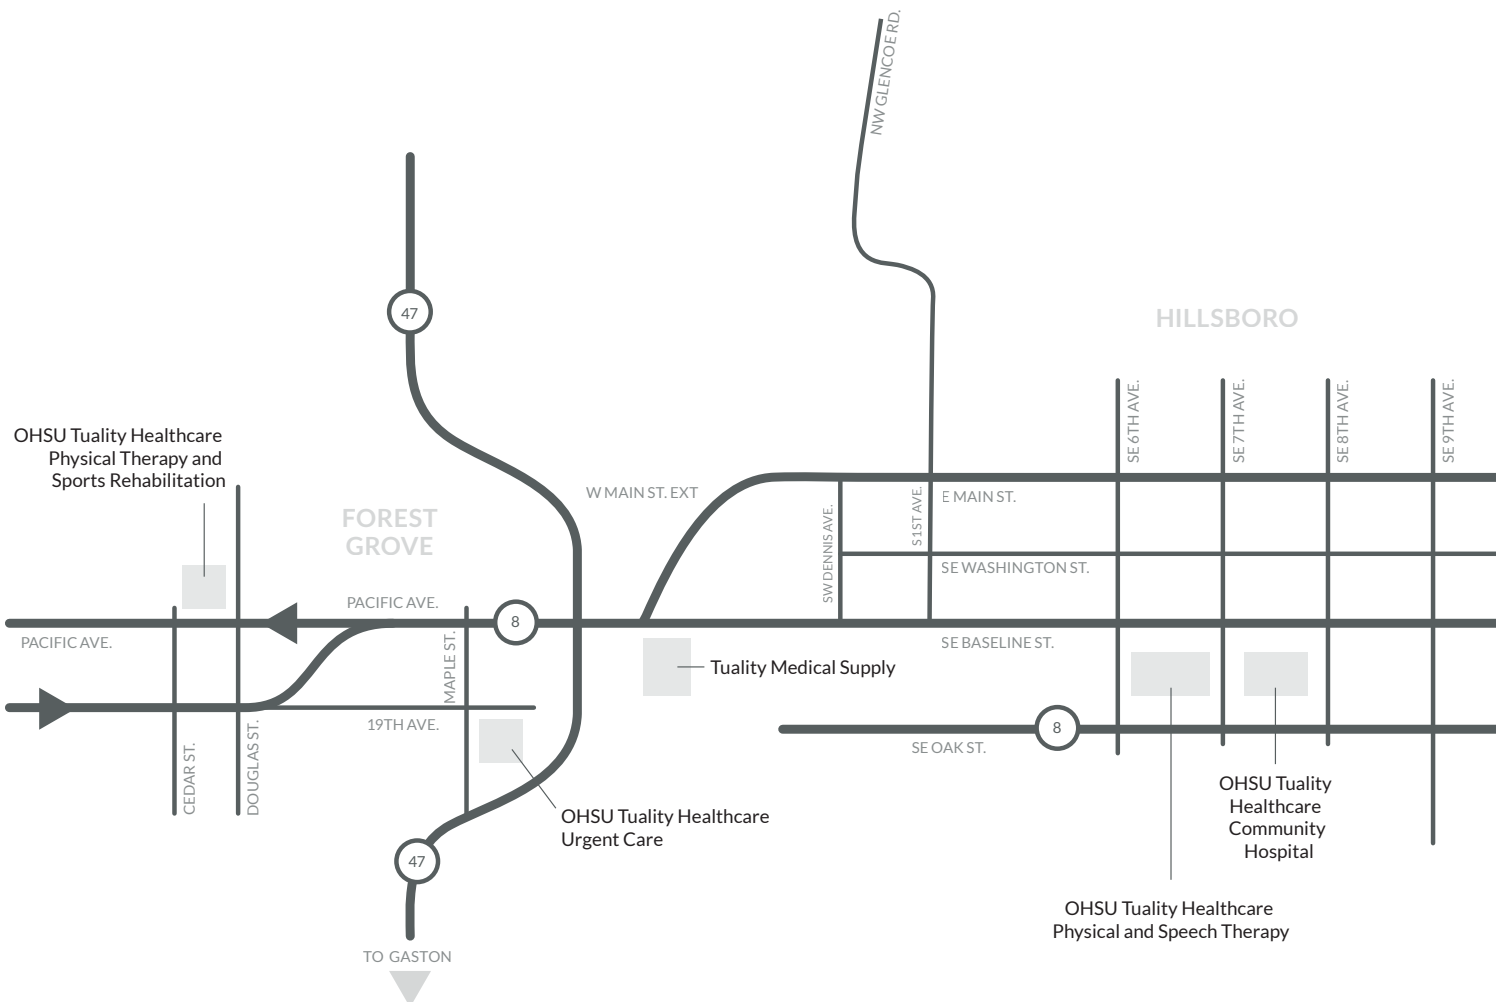 NW GLENCOE RD.
47
HILLSBORO
SE 6TH AVE.
SE 7TH AVE.
SE 8TH AVE.
SE 9TH AVE.
OHSU Tuality Healthcare
Physical Therapy and
Sports Rehabilitation
FOREST
GROVE
W MAIN ST. EXT
E MAIN ST.
S 1ST AVE.
SW DENNIS AVE.
SE WASHINGTON ST.
PACIFIC AVE.
8
PACIFIC AVE.
MAPLE ST.
SE BASELINE ST.
Tuality Medical Supply
19TH AVE.
8
SE OAK ST.
CEDAR ST.
DOUGLAS ST.
OHSU Tuality Healthcare
Urgent Care
OHSU Tuality
Healthcare
Community
Hospital
47
OHSU Tuality Healthcare
Physical and Speech Therapy
TO GASTON